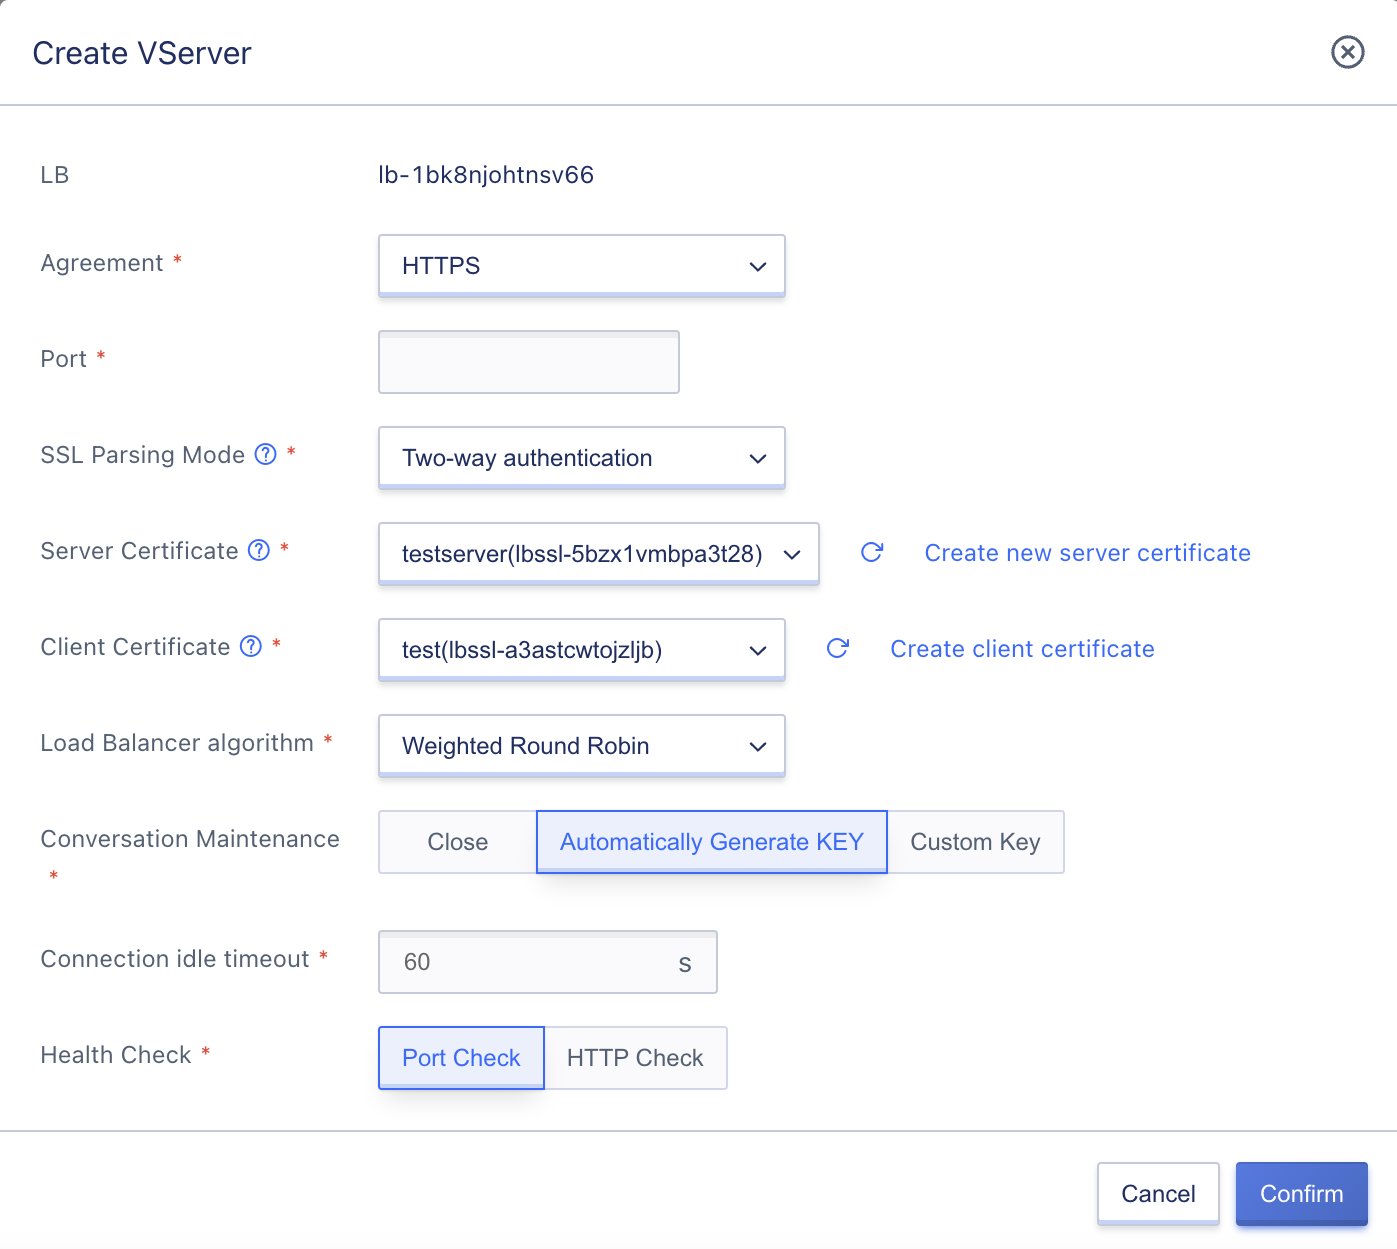 Create VServer
LB lb-1bk8njohtnsv66
Agreement * HTTPS
Port *
SSL Parsing Mode ? * Two-way authentication
Server Certificate ? * testserver(lbssl-5bzx1vmbpa3t28) Create new server certificate
Client Certificate ? * test(lbssl-a3astcwtojzljb) Create client certificate
Load Balancer algorithm * Weighted Round Robin
Conversation Maintenance * Close Automatically Generate KEY Custom Key
Connection idle timeout * 60 s
Health Check * Port Check HTTP Check
Cancel Confirm